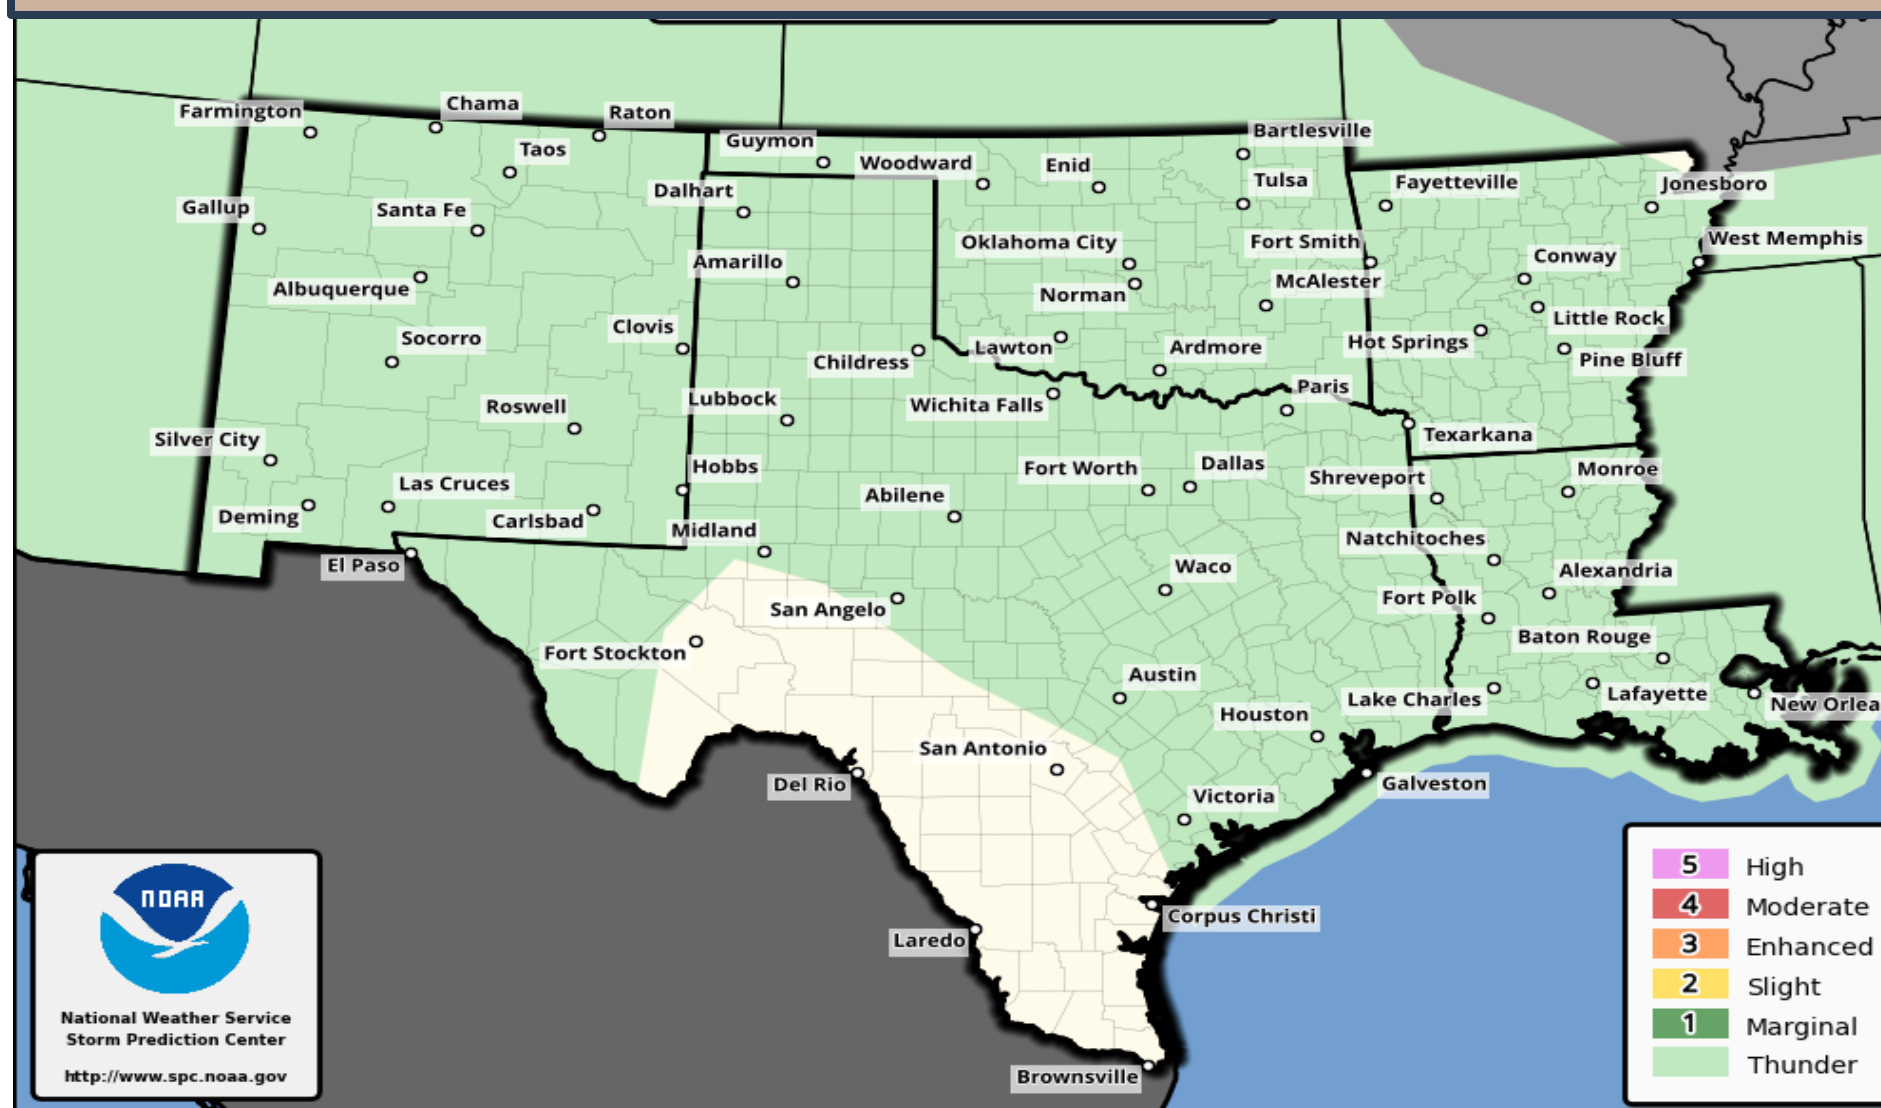 Farmington
Chama
Raton
Taos
Guymon
Woodward
Enid
Bartlesville
Tulsa
Fayetteville
Jonesboro
Gallup
Santa Fe
Dalhart
Oklahoma City
Fort Smith
West Memphis
Albuquerque
Amarillo
Norman
McAlester
Conway
Socorro
Clovis
Childress
Lawton
Ardmore
Hot Springs
Little Rock
Pine Bluff
Roswell
Lubbock
Wichita Falls
Paris
Texarkana
Silver City
Las Cruces
Hobbs
Fort Worth
Dallas
Shreveport
Monroe
Deming
Carlsbad
Midland
Abilene
Natchitoches
El Paso
Waco
Alexandria
San Angelo
Fort Polk
Fort Stockton
Baton Rouge
Austin
Lake Charles
Lafayette
New Orlea
Houston
San Antonio
Del Rio
Victoria
Galveston
Corpus Christi
Laredo
Brownsville
NOAA
National Weather Service
Storm Prediction Center
http://www.spc.noaa.gov
5 High
4 Moderate
3 Enhanced
2 Slight
1 Marginal
Thunder